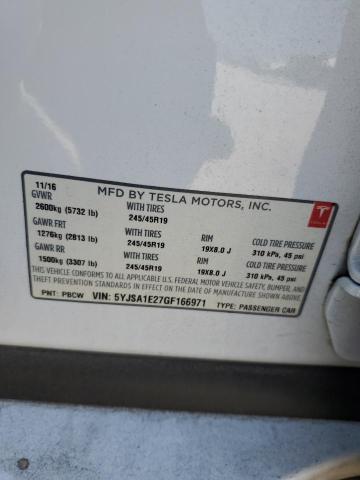 11/16 MFD BY TESLA MOTORS, INC.
GVWR WITH TIRES
2600kg (5732 lb) 245/45R19
GAWR FRT WITH TIRES RIM COLD TIRE PRESSURE
1276kg (2813 lb) 245/45R19 19X8.0 J 310 kPa, 45 psi
GAWR RR WITH TIRES RIM COLD TIRE PRESSURE
1500kg (3307 lb) 245/45R19 19X8.0 J 310 kPa, 45 psi
THIS VEHICLE CONFORMS TO ALL APPLICABLE U.S. FEDERAL MOTOR VEHICLE SAFETY, BUMPER, AND
THEFT PREVENTION STANDARDS IN EFFECT ON THE DATE OF MANUFACTURE SHOWN ABOVE.
PNT: PBCW VIN: 5YJSA1E27GF166971 TYPE: PASSENGER CAR
TESLA